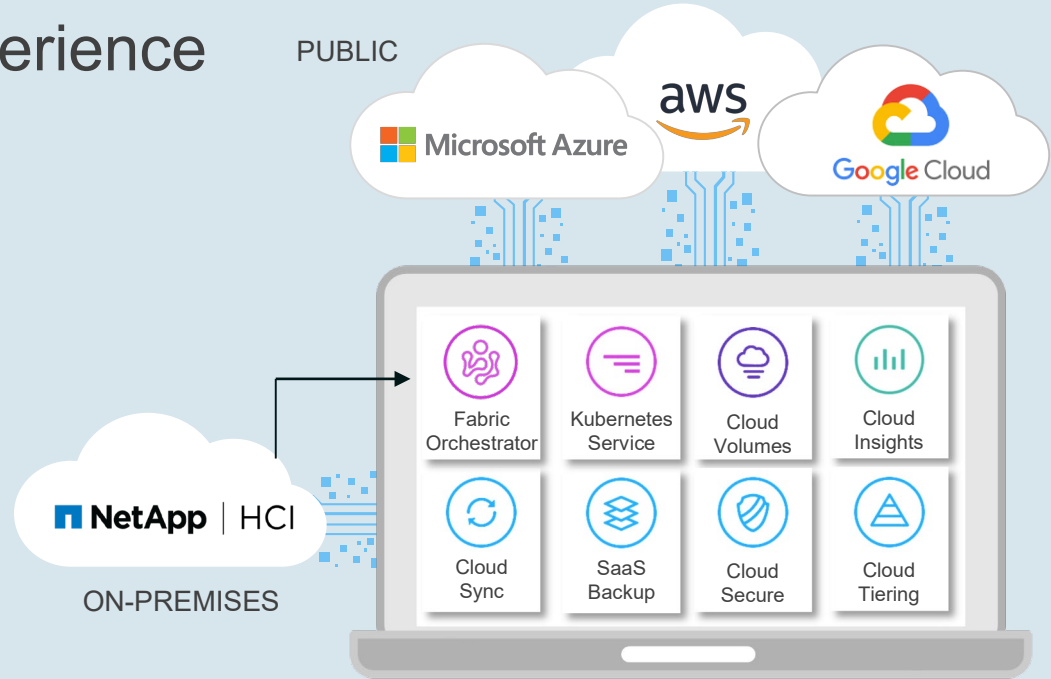 erience
PUBLIC
Microsoft Azure
aws
Google Cloud
Fabric
Orchestrator
Kubernetes
Service
Cloud
Volumes
Cloud
Insights
NetApp | HCI
ON-PREMISES
Cloud
Sync
SaaS
Backup
Cloud
Secure
Cloud
Tiering